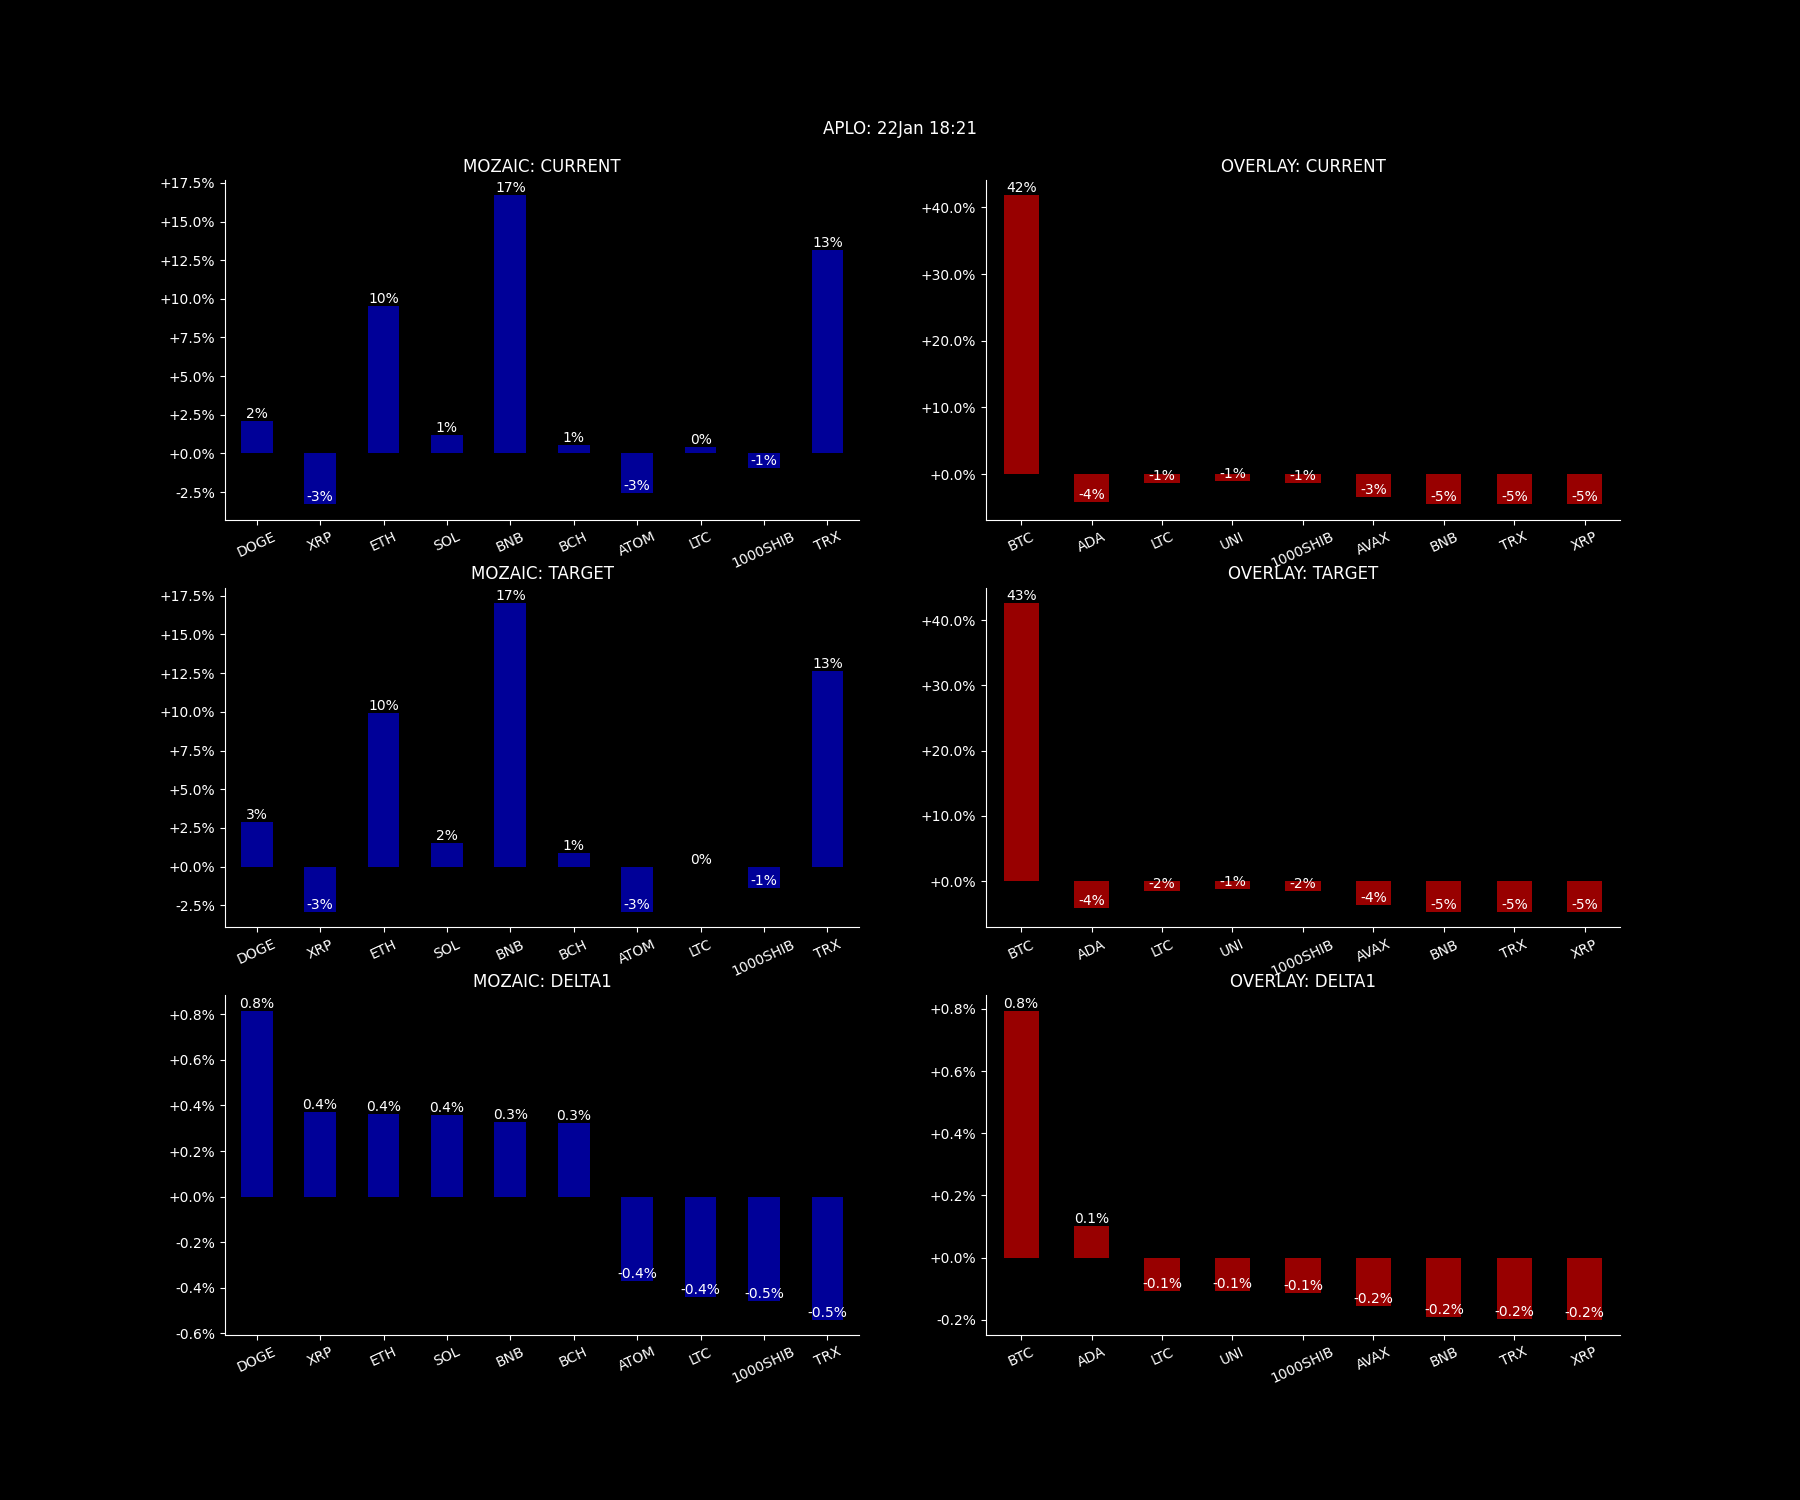 APLO: 22Jan 18:21
MOZAIC: CURRENT
+17.5%
+15.0%
+12.5%
+10.0%
+7.5%
+5.0%
+2.5%
+0.0%
-2.5%
2%
-3%
10%
1%
17%
1%
-3%
0%
-1%
13%
DOGE
XRP
ETH
SOL
BNB
BCH
ATOM
LTC
1000SHIB
TRX
OVERLAY: CURRENT
+40.0%
+30.0%
+20.0%
+10.0%
+0.0%
42%
-4%
-1%
-1%
-1%
-3%
-5%
-5%
-5%
BTC
ADA
LTC
UNI
1000SHIB
AVAX
BNB
TRX
XRP
MOZAIC: TARGET
+17.5%
+15.0%
+12.5%
+10.0%
+7.5%
+5.0%
+2.5%
+0.0%
-2.5%
3%
-3%
10%
2%
17%
1%
-3%
0%
-1%
13%
DOGE
XRP
ETH
SOL
BNB
BCH
ATOM
LTC
1000SHIB
TRX
OVERLAY: TARGET
+40.0%
+30.0%
+20.0%
+10.0%
+0.0%
43%
-4%
-2%
-1%
-2%
-4%
-5%
-5%
-5%
BTC
ADA
LTC
UNI
1000SHIB
AVAX
BNB
TRX
XRP
MOZAIC: DELTA1
+0.8%
+0.6%
+0.4%
+0.2%
+0.0%
-0.2%
-0.4%
-0.6%
0.8%
0.4%
0.4%
0.4%
0.3%
0.3%
-0.4%
-0.4%
-0.5%
-0.5%
DOGE
XRP
ETH
SOL
BNB
BCH
ATOM
LTC
1000SHIB
TRX
OVERLAY: DELTA1
+0.8%
+0.6%
+0.4%
+0.2%
+0.0%
-0.2%
0.8%
0.1%
-0.1%
-0.1%
-0.1%
-0.2%
-0.2%
-0.2%
-0.2%
BTC
ADA
LTC
UNI
1000SHIB
AVAX
BNB
TRX
XRP